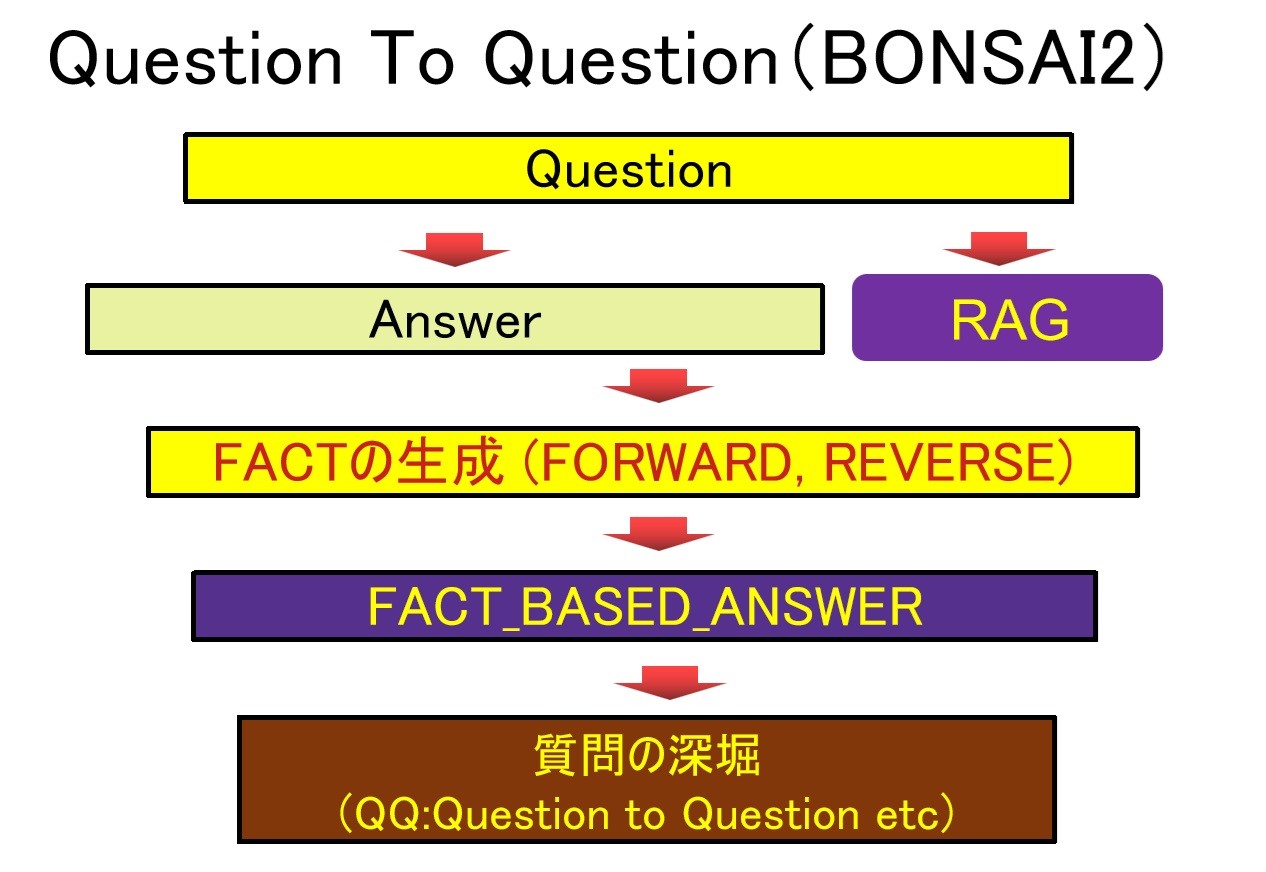 Question To Question（BONSAI2）
Question
Answer
RAG
FACTの生成（FORWARD, REVERSE）
FACT_BASED_ANSWER
質問の深堀
（QQ:Question to Question etc）